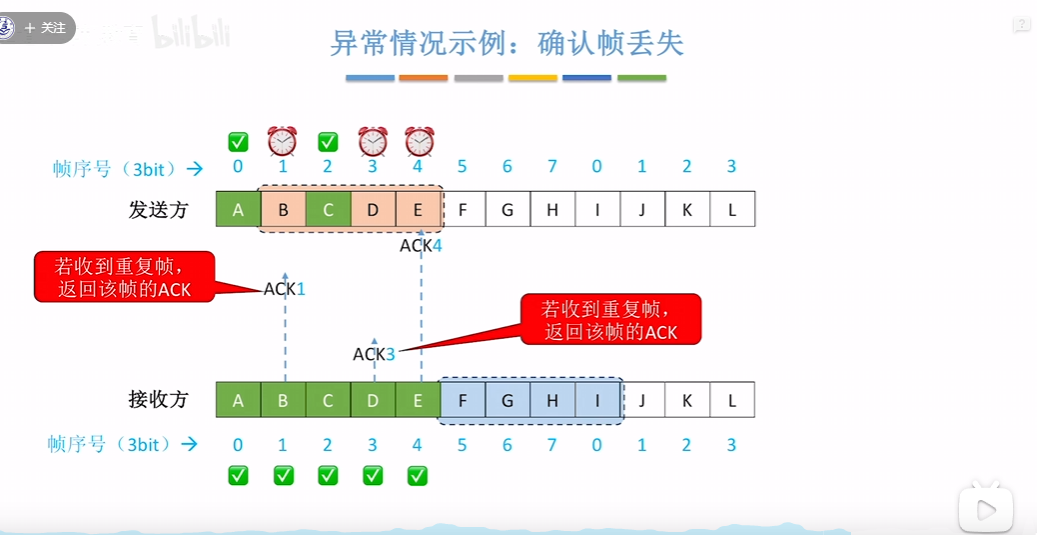 + 关注
bilibili
异常情况示例：确认帧丢失
帧序号（3bit）→ 0 1 2 3 4 5 6 7 0 1 2 3
发送方 A B C D E F G H I J K L
ACK4
若收到重复帧，
返回该帧的ACK
ACK1
若收到重复帧，
返回该帧的ACK
ACK3
接收方 A B C D E F G H I J K L
帧序号（3bit）→ 0 1 2 3 4 5 6 7 0 1 2 3